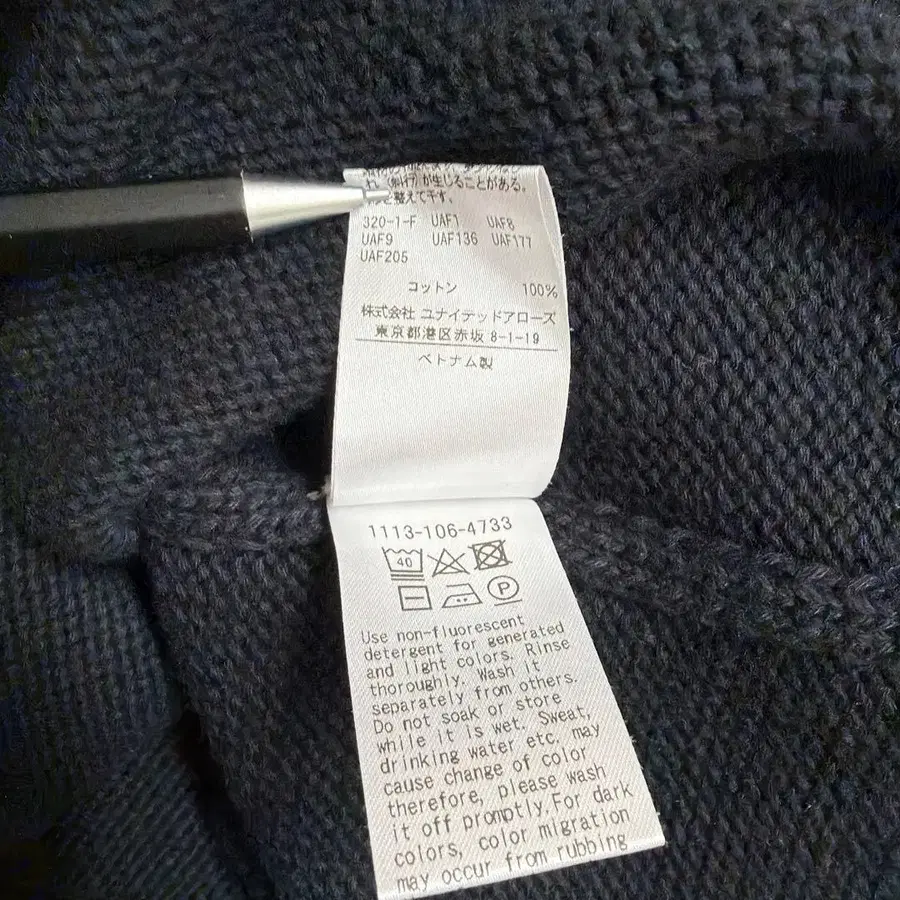 が生じることがある。
整えて干す。
320-1-F UAF1 UAF8
UAF9 UAF136 UAF177
UAF205
コットン 100%
株式会社 ユナイテッドアローズ
東京都港区赤坂 8-1-19
ベトナム製
1113-106-4733
40
P
Use non-fluorescent
detergent for generated
and light colors. Rinse
thoroughly. Wash it
separately from others.
Do not soak or store
while it is wet. Sweat,
drinking water etc. may
cause change of color
therefore, please wash
it off promptly.For dark
colors, color migration
may occur from rubbing